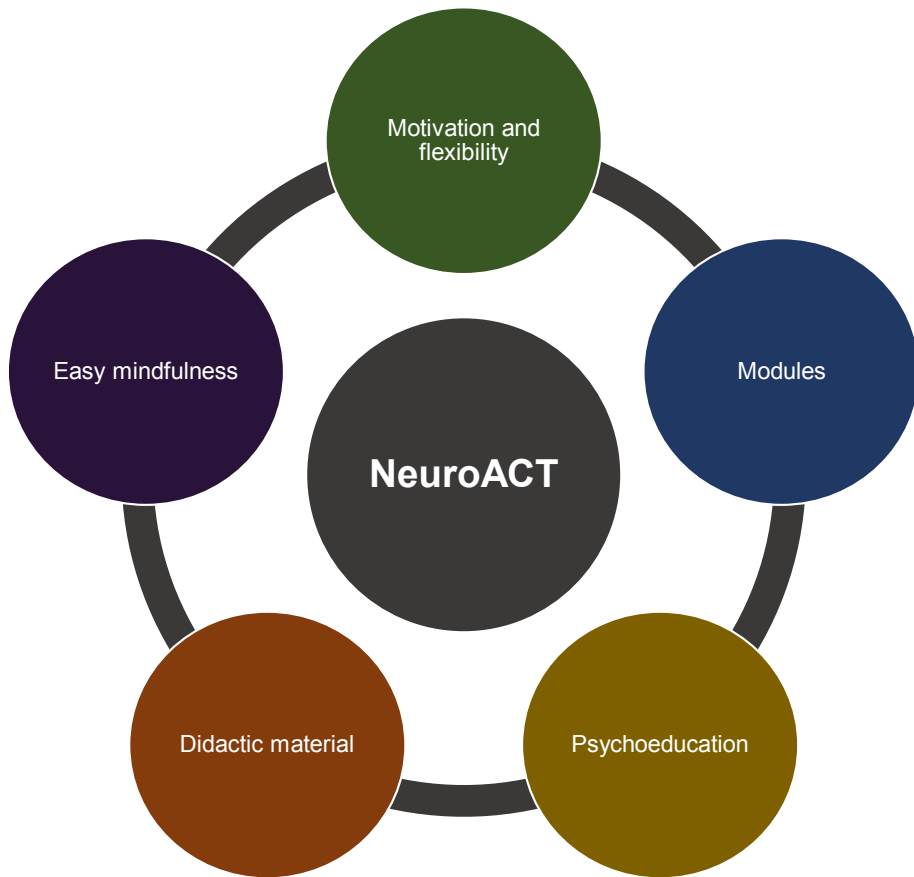 Motivation and
flexibility
Easy mindfulness
Modules
NeuroACT
Didactic material
Psychoeducation